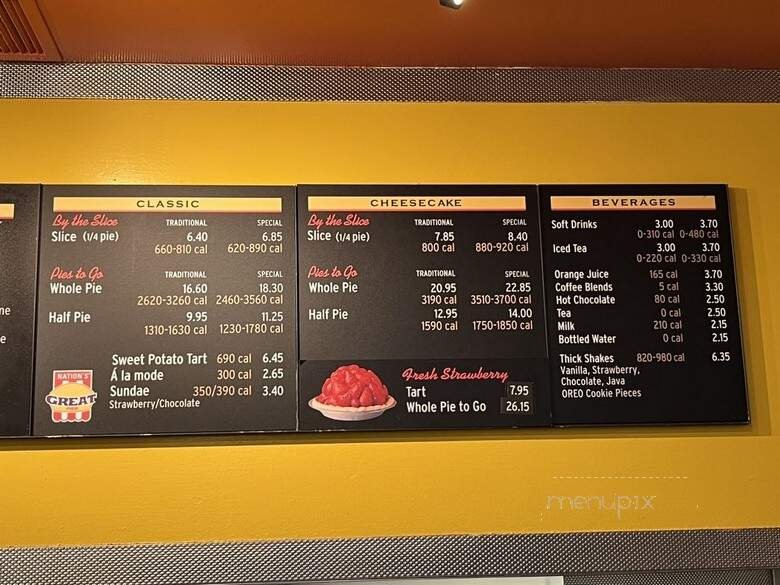 ne
e
CLASSIC
By the Slice TRADITIONAL SPECIAL
Slice (1/4 pie) 6.40 6.85
660-810 cal 620-890 cal
Pies to Go TRADITIONAL SPECIAL
Whole Pie 16.60 18.30
2620-3260 cal 2460-3560 cal
Half Pie 9.95 11.25
1310-1630 cal 1230-1780 cal
Sweet Potato Tart 690 cal 6.45
Á la mode 300 cal 2.65
Sundae 350/390 cal 3.40
Strawberry/Chocolate
NATION'S
GREAT
PIES
CHEESECAKE
By the Slice TRADITIONAL SPECIAL
Slice (1/4 pie) 7.85 8.40
800 cal 880-920 cal
Pies to Go TRADITIONAL SPECIAL
Whole Pie 20.95 22.85
3190 cal 3510-3700 cal
Half Pie 12.95 14.00
1590 cal 1750-1850 cal
Fresh Strawberry
Tart 7.95
Whole Pie to Go 26.15
BEVERAGES
Soft Drinks 3.00 3.70
0-310 cal 0-480 cal
Iced Tea 3.00 3.70
0-220 cal 0-330 cal
Orange Juice 165 cal 3.70
Coffee Blends 5 cal 3.30
Hot Chocolate 80 cal 2.50
Tea 0 cal 2.50
Milk 210 cal 2.15
Bottled Water 0 cal 2.15
Thick Shakes 820-980 cal 6.35
Vanilla, Strawberry,
Chocolate, Java
OREO Cookie Pieces
menupix